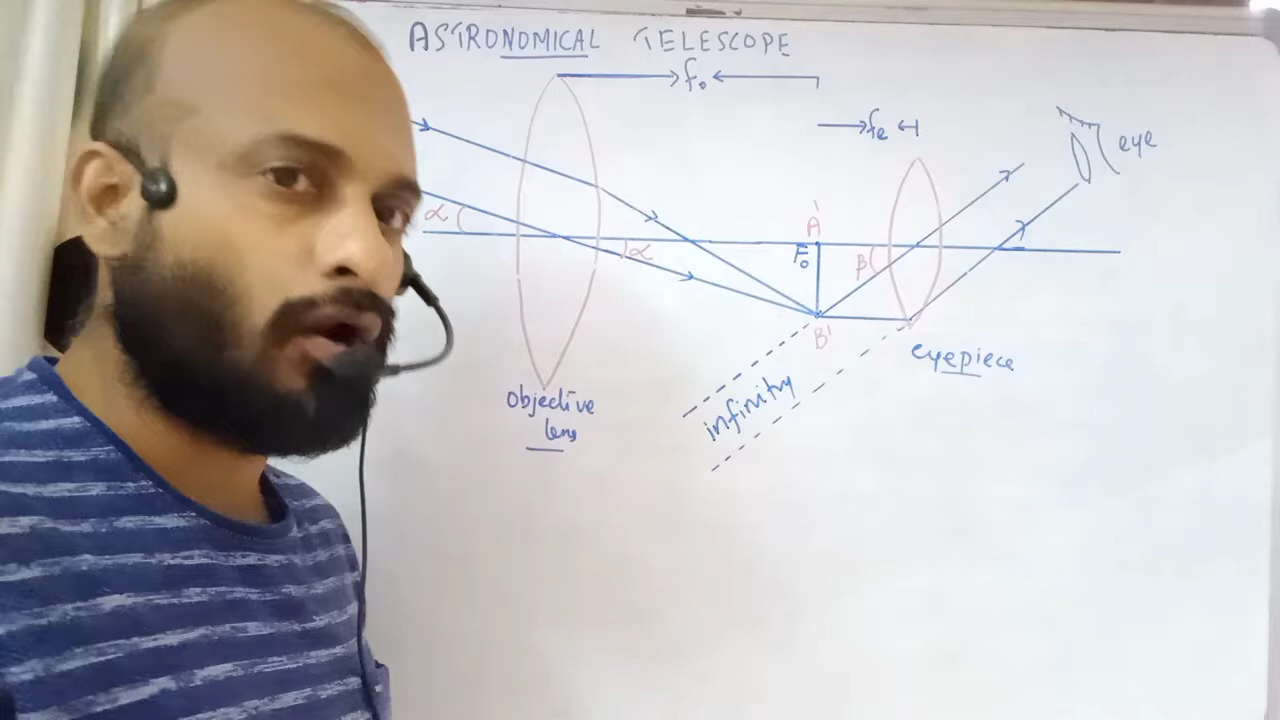 ASTRONOMICAL TELESCOPE
f₀
fe
eye
α
α
A'
F₀
β
B'
eyepiece
infinity
objective
lens